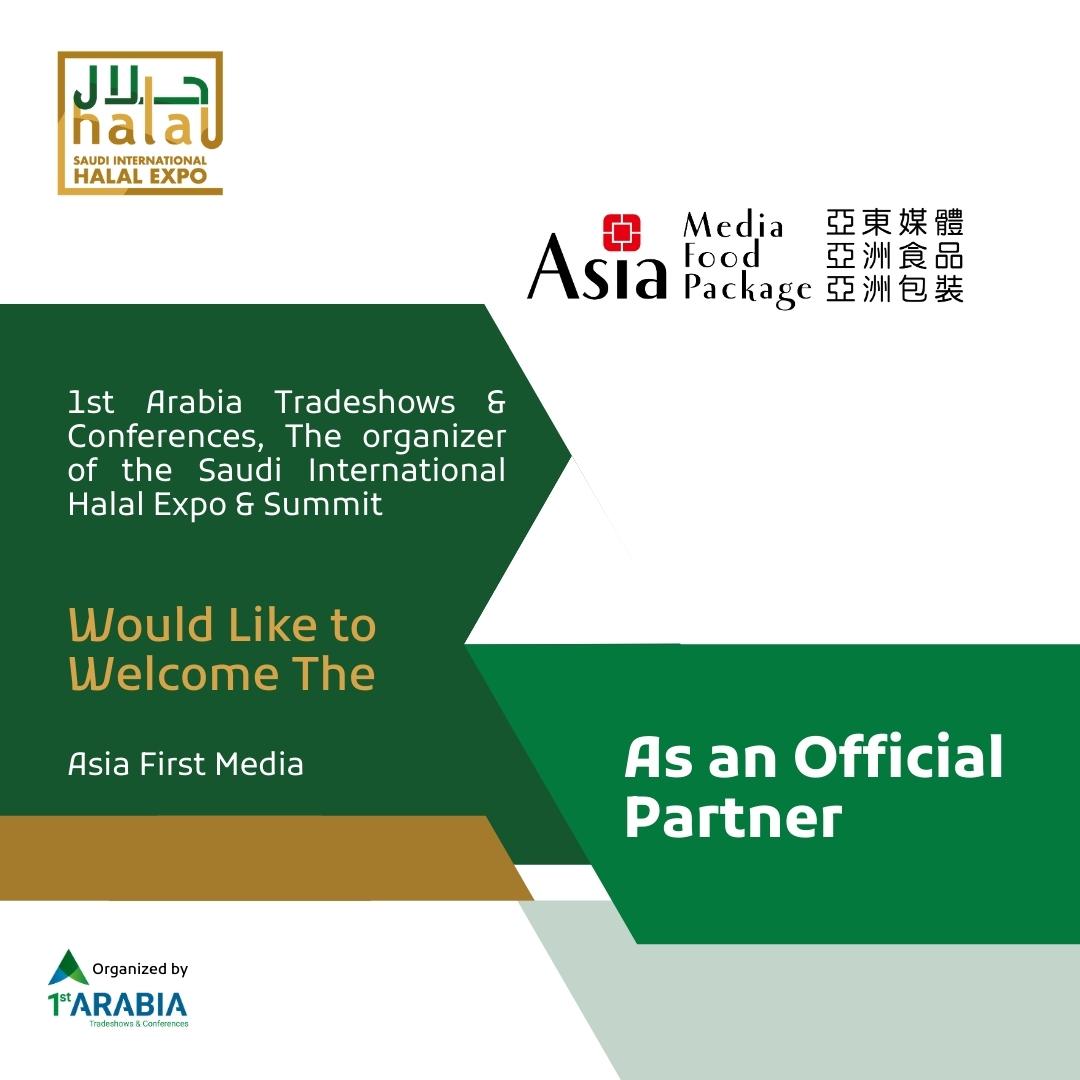 حلال
halal
SAUDI INTERNATIONAL
HALAL EXPO
Asia
Media
Food
Package
亞東媒體
亞洲食品
亞洲包裝
1st Arabia Tradeshows &
Conferences, The organizer
of the Saudi International
Halal Expo & Summit
Would Like to
Welcome The
Asia First Media
As an Official
Partner
Organized by
1st ARABIA
Tradeshows & Conferences